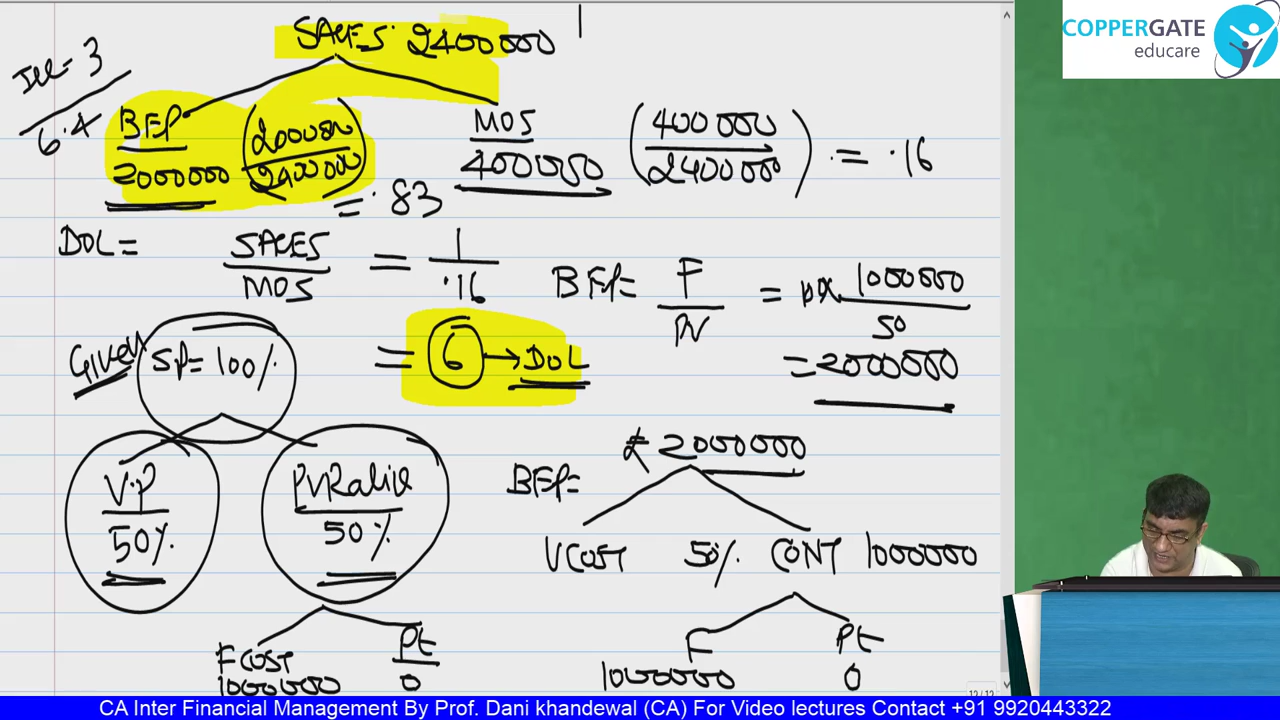 SALES: 2400000
COPPERGATE
educare
Ill- 3
6.4
BEP
2000000
(2000000/2400000)
= .83
MOS
400000
(400000/2400000) = .16
DOL = SALES/MOS = 1/.16
= 6 → DOL
BEP = F/PV = 1000000/50
= 2000000
Given
SP = 100%
V.P
50%
PVRatio
50%
FCOST
1000000
Pt
0
BEP = ₹ 2000000
VCOST 50% CONT 1000000
F
1000000
Pt
0
12/12
CA Inter Financial Management By Prof. Dani khandewal (CA) For Video lectures Contact +91 9920443322